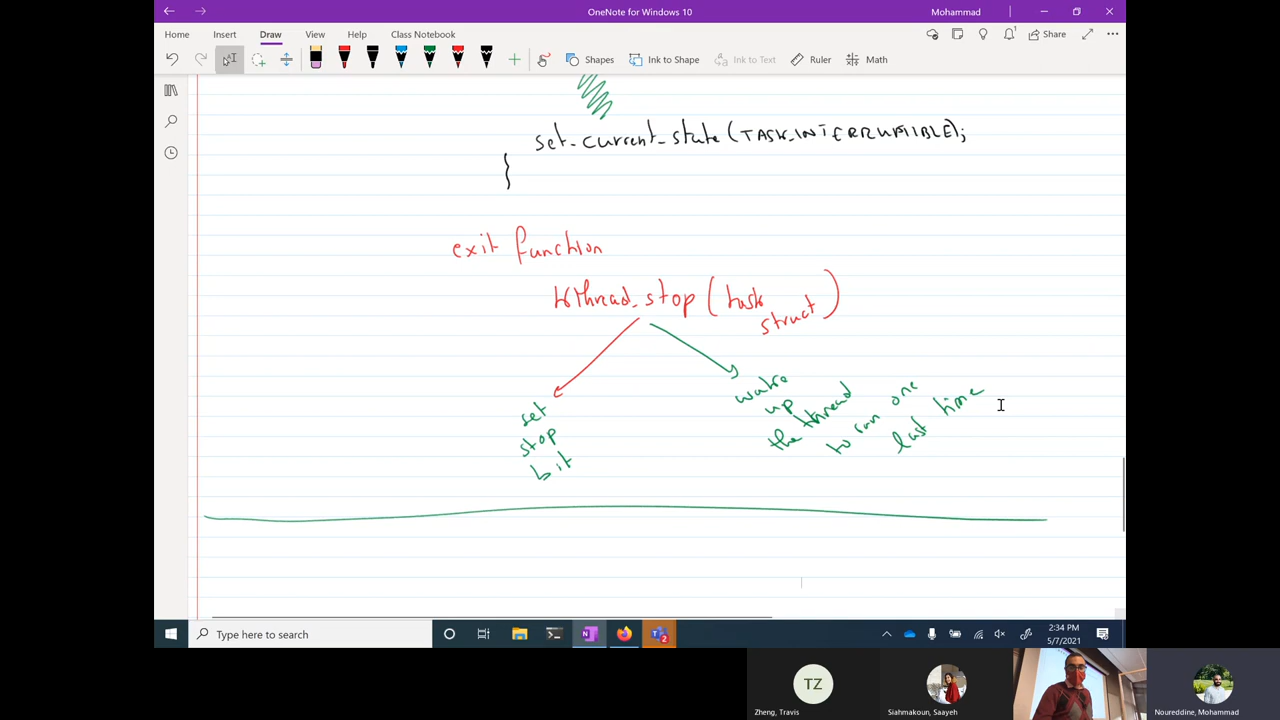 OneNote for Windows 10
Mohammad
Home Insert Draw View Help Class Notebook
Share
Shapes Ink to Shape Ink to Text Ruler Math
set_current_state(TASK_INTERRUPTIBLE);
}
exit function
kthread_stop (task
struct)
set
stop
bit
wake
up
the thread
to run one
last time
Type here to search
2:34 PM
5/7/2021
2
TZ
Zheng, Travis
Siahmakoun, Saayeh
Noureddine, Mohammad